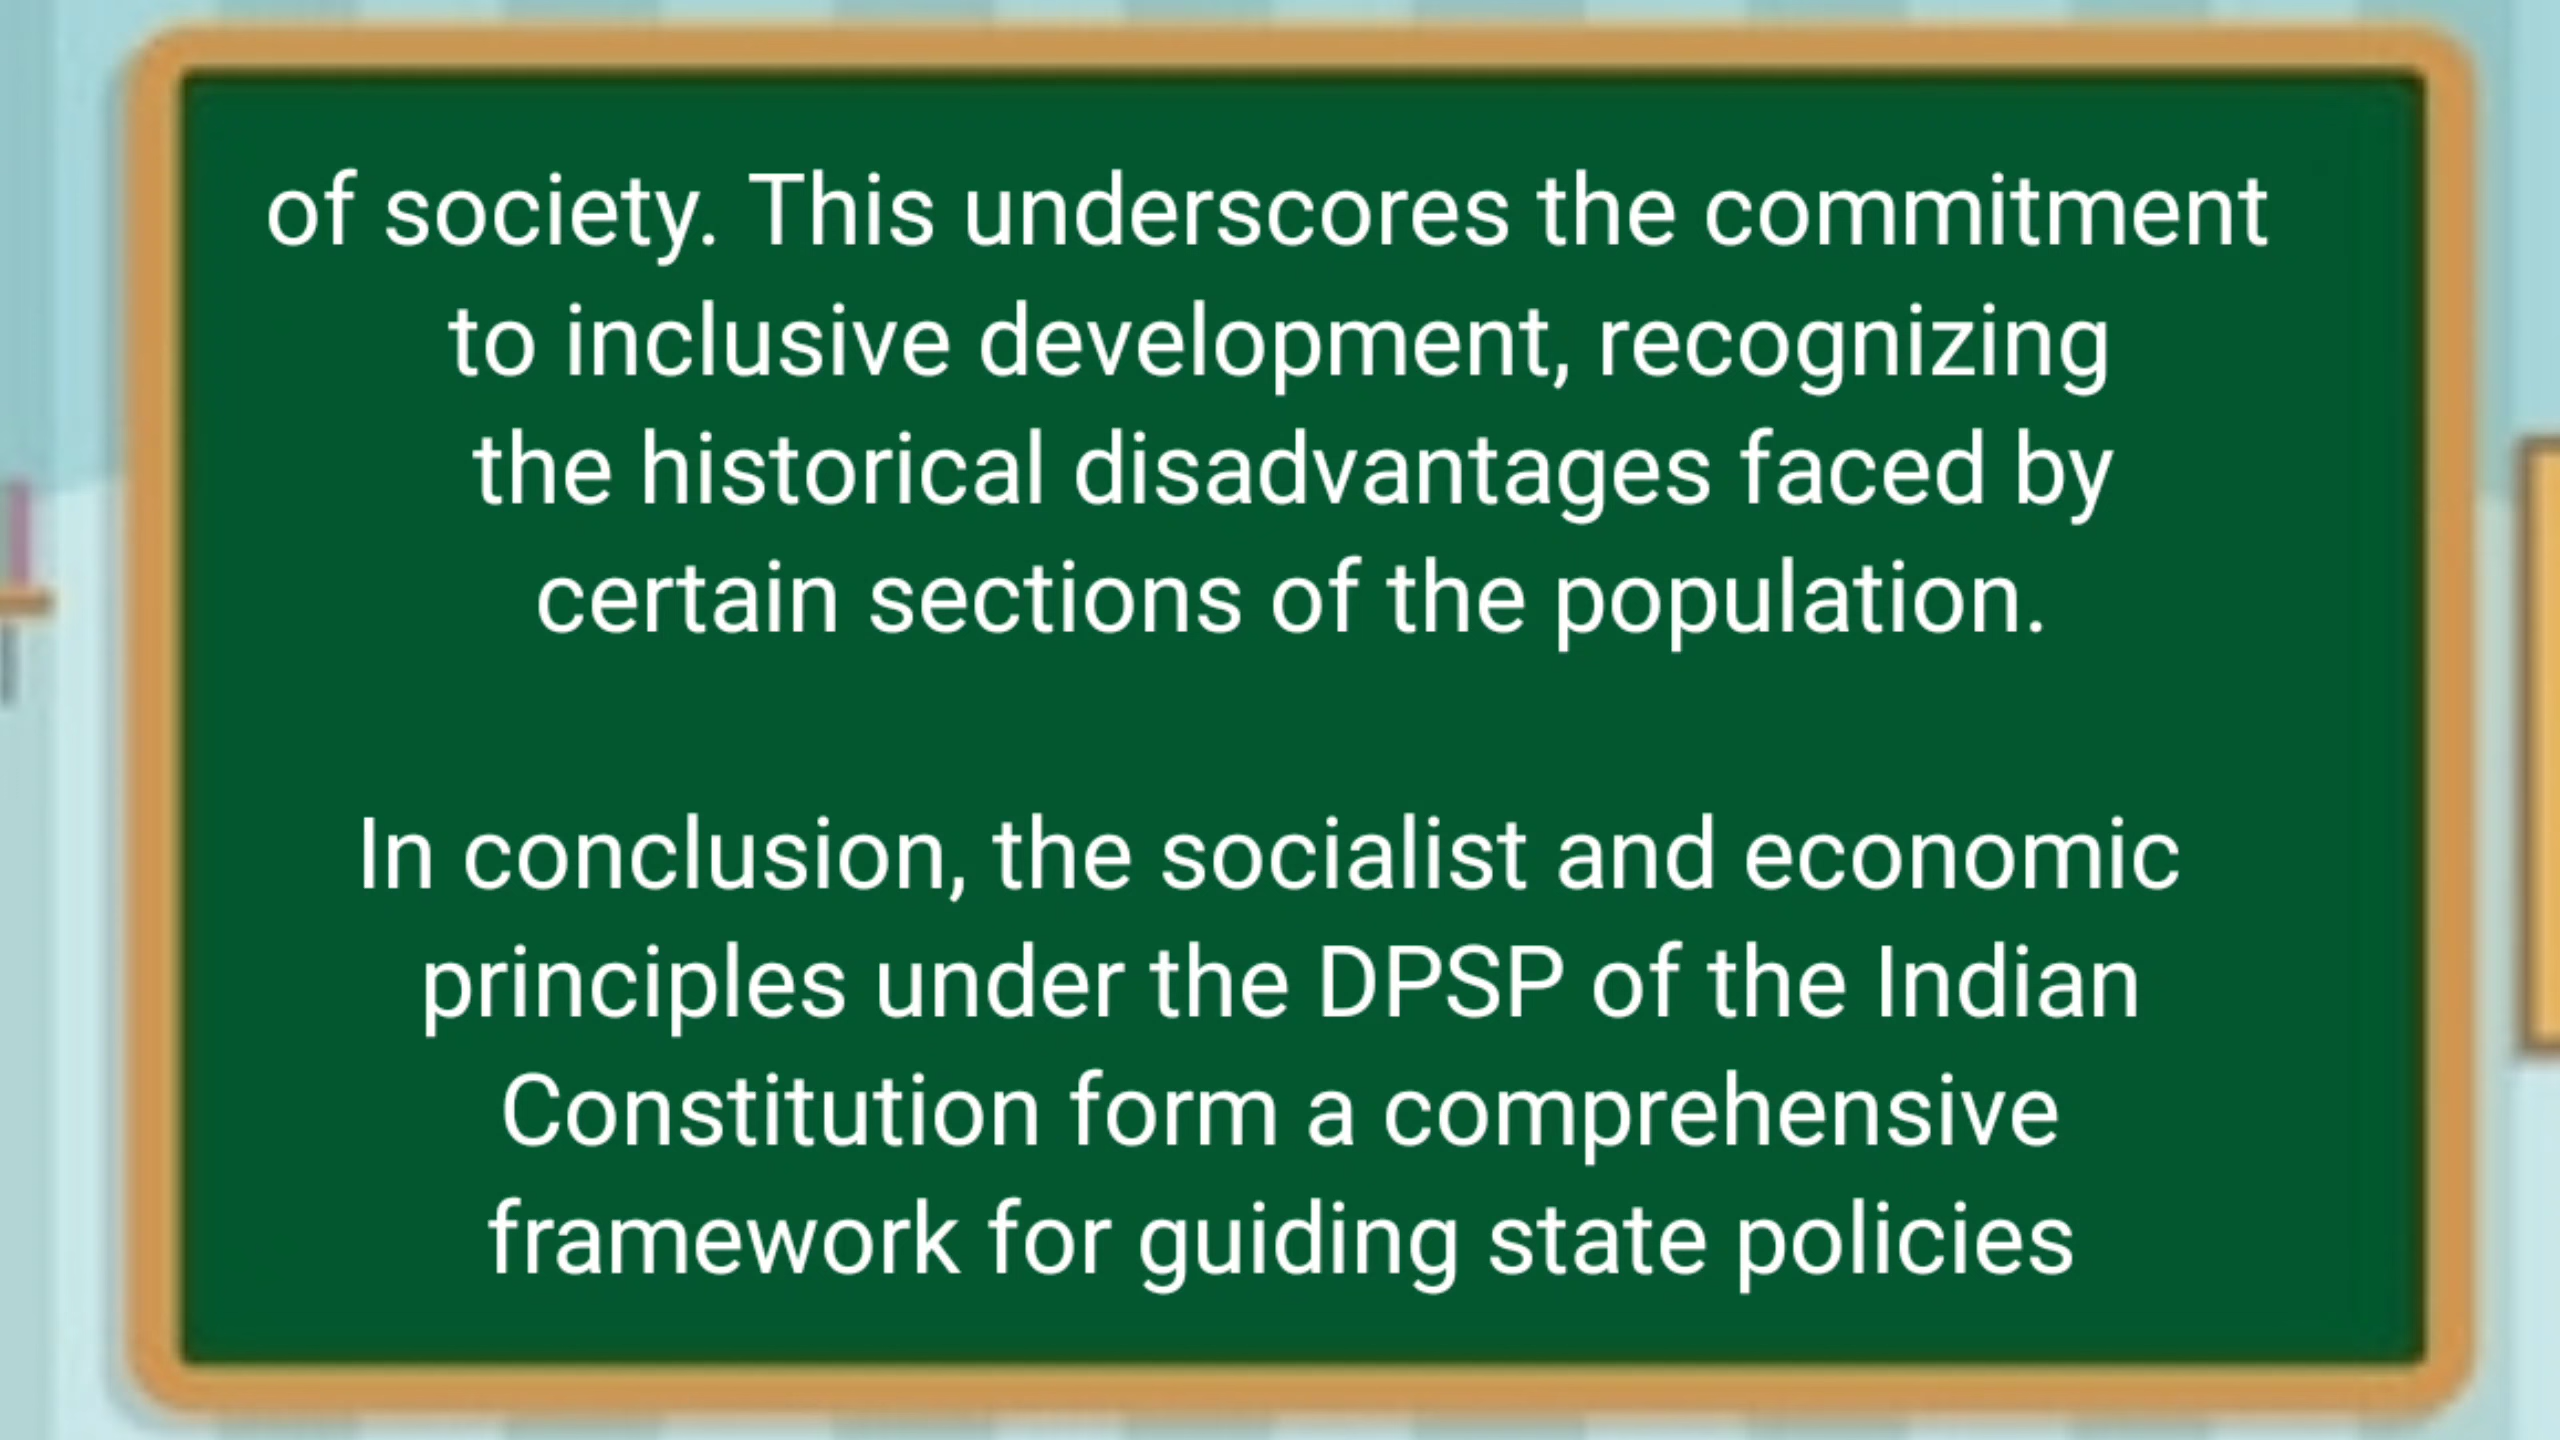 of society. This underscores the commitment
to inclusive development, recognizing
the historical disadvantages faced by
certain sections of the population.
In conclusion, the socialist and economic
principles under the DPSP of the Indian
Constitution form a comprehensive
framework for guiding state policies